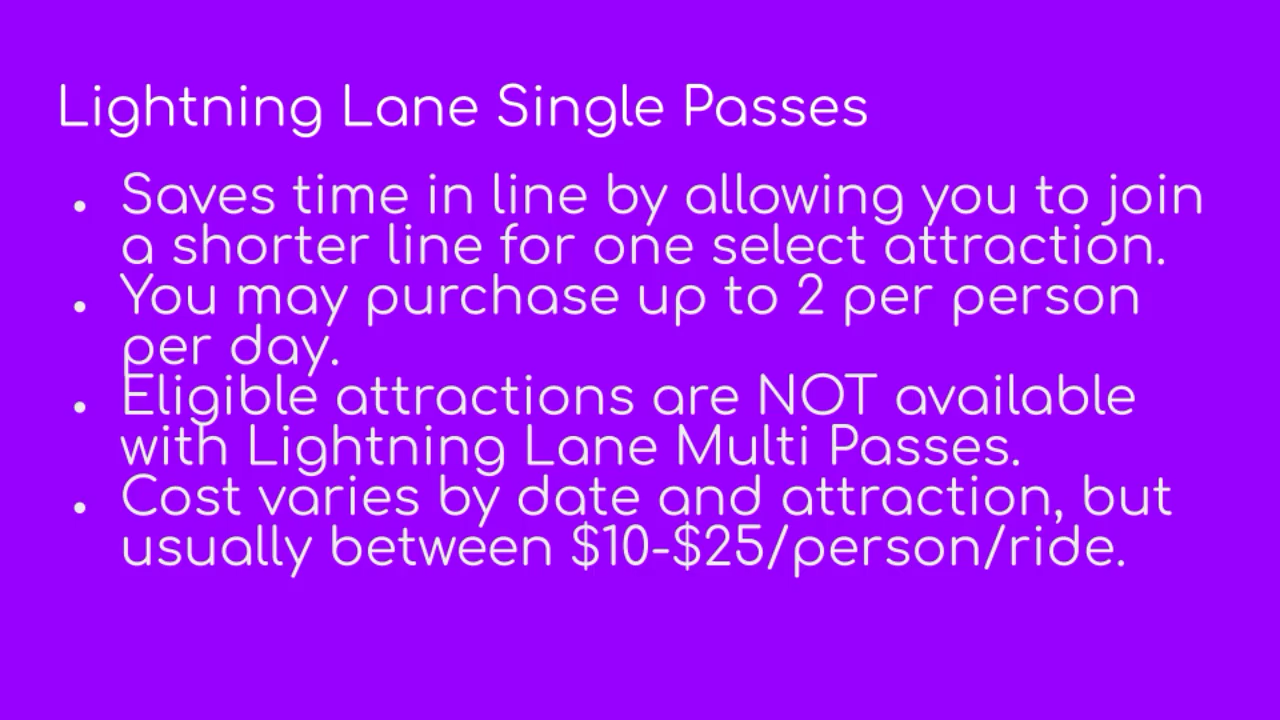 Lightning Lane Single Passes
• Saves time in line by allowing you to join
a shorter line for one select attraction.
• You may purchase up to 2 per person
per day.
• Eligible attractions are NOT available
with Lightning Lane Multi Passes.
• Cost varies by date and attraction, but
usually between $10-$25/person/ride.